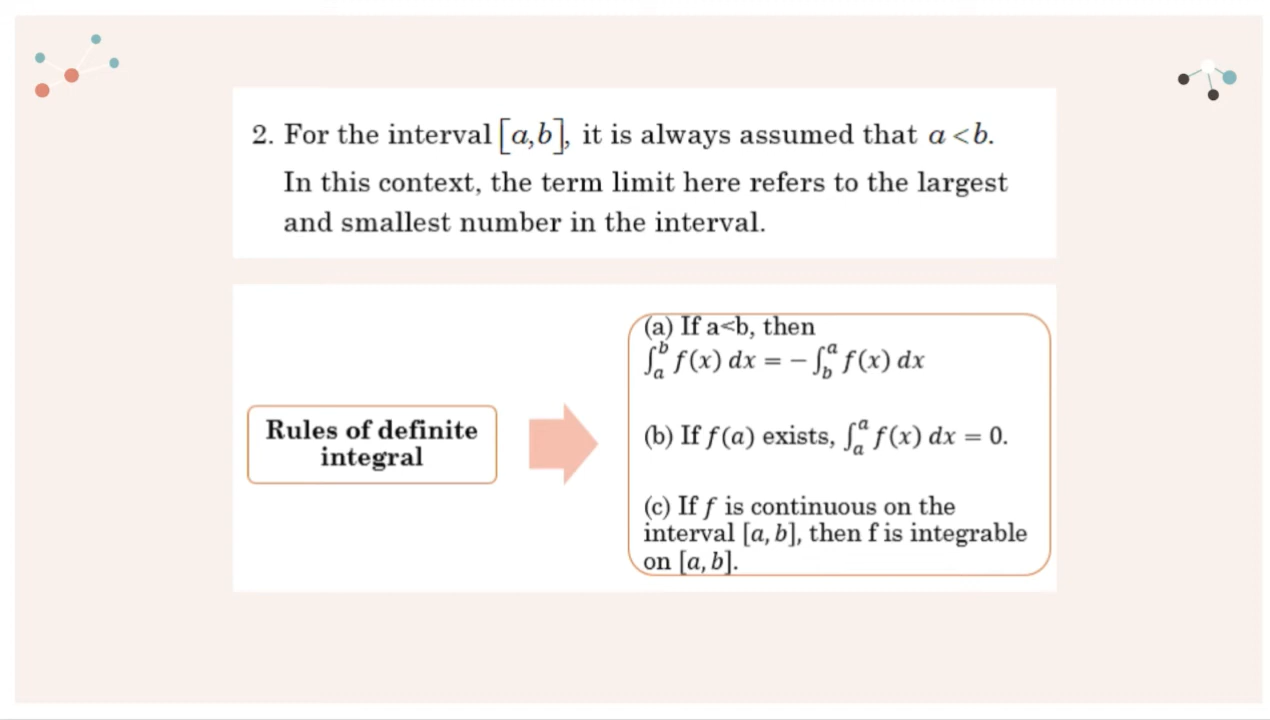 2. For the interval [a,b], it is always assumed that a<b.
In this context, the term limit here refers to the largest
and smallest number in the interval.
Rules of definite
integral
(a) If a<b, then
∫_a^b f(x) dx = − ∫_b^a f(x) dx
(b) If f(a) exists, ∫_a^a f(x) dx = 0.
(c) If f is continuous on the
interval [a, b], then f is integrable
on [a, b].